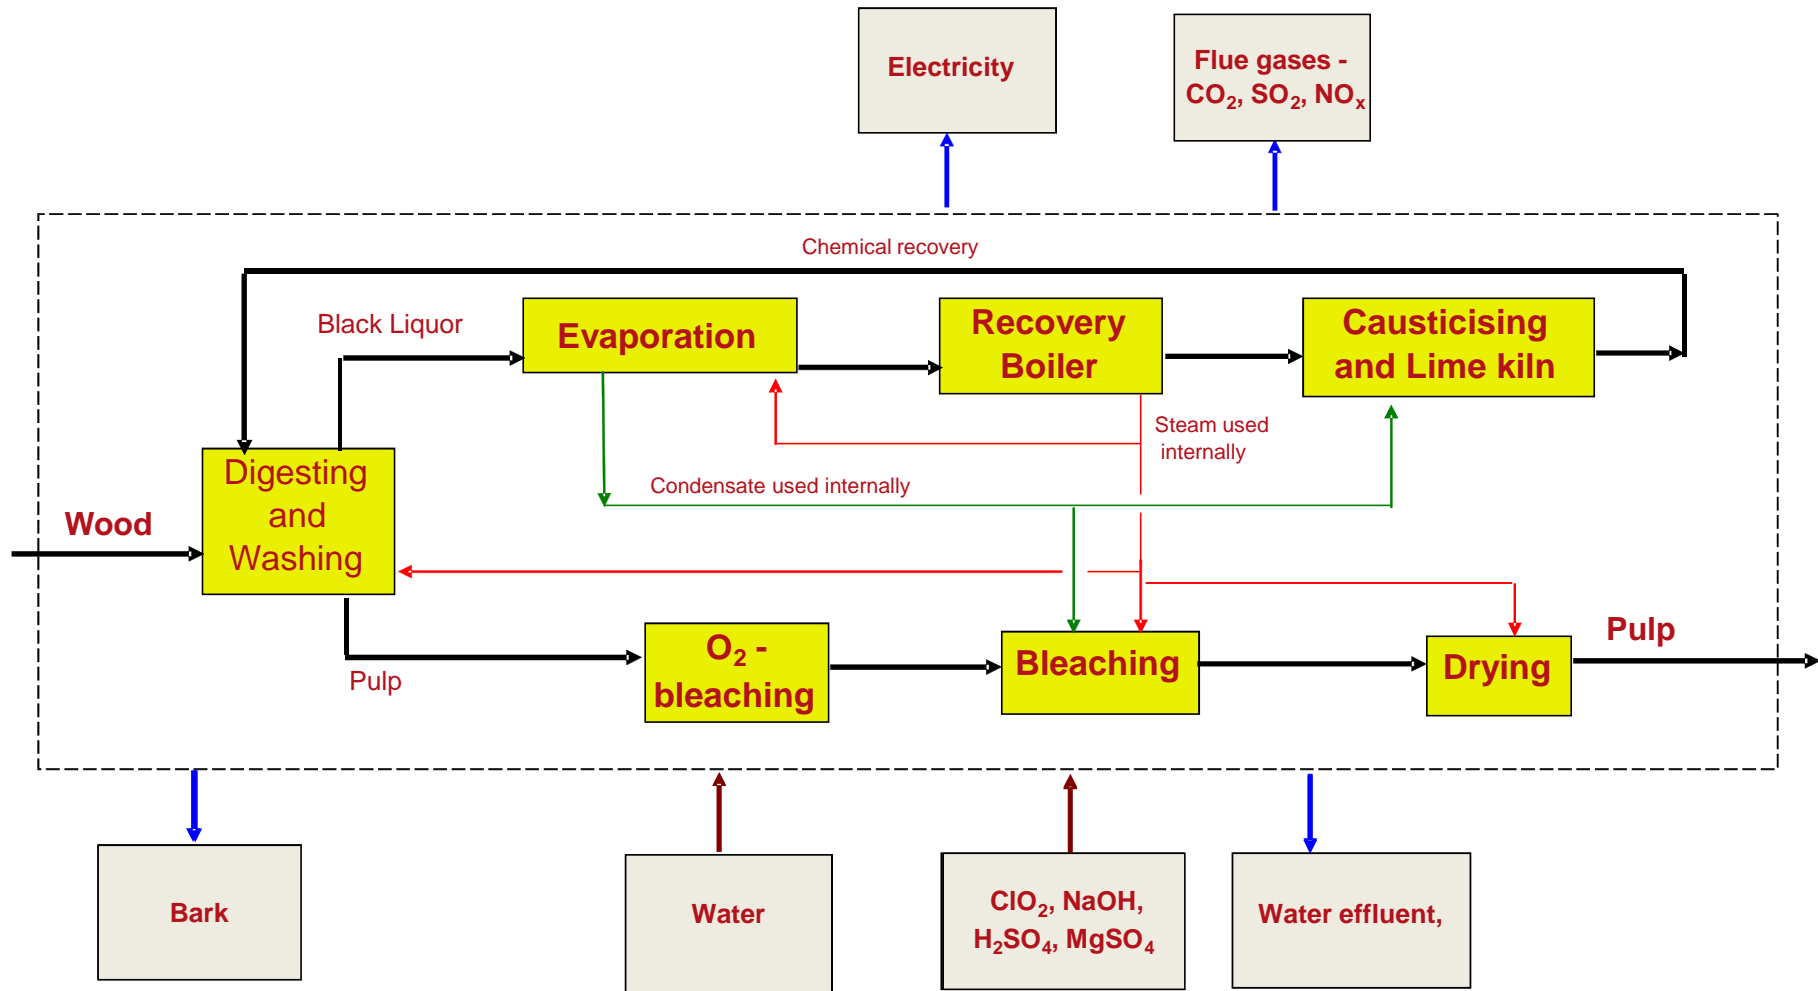 Electricity
Flue gases -
CO₂, SO₂, NOₓ
Chemical recovery
Black Liquor
Evaporation
Recovery
Boiler
Causticising
and Lime kiln
Steam used
internally
Condensate used internally
Digesting
and
Washing
Wood
Pulp
O₂ -
bleaching
Bleaching
Drying
Pulp
Bark
Water
ClO₂, NaOH,
H₂SO₄, MgSO₄
Water effluent,